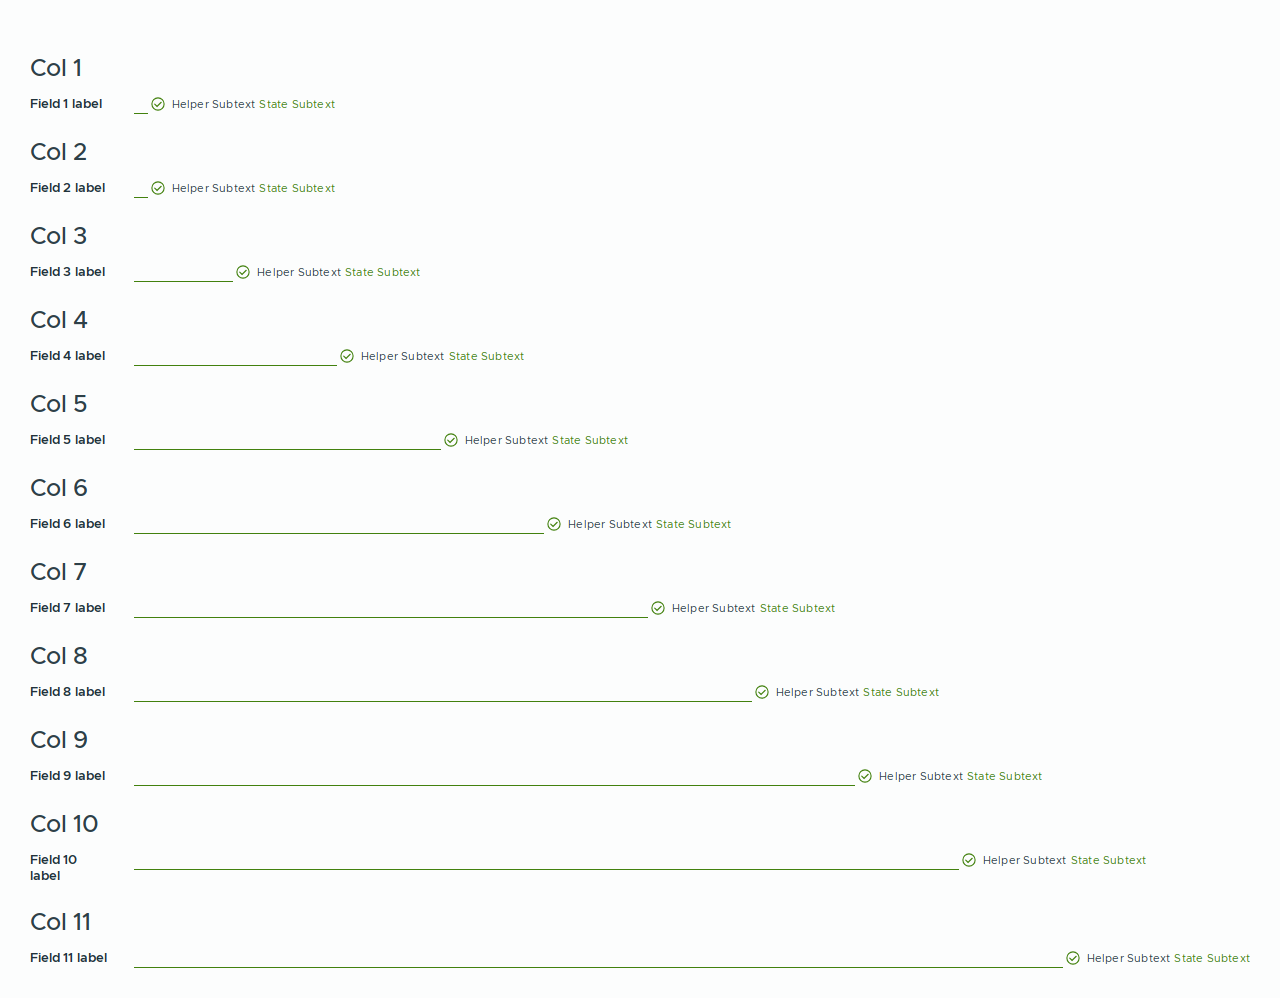 Col 1
Field 1 label Helper Subtext State Subtext
Col 2
Field 2 label Helper Subtext State Subtext
Col 3
Field 3 label Helper Subtext State Subtext
Col 4
Field 4 label Helper Subtext State Subtext
Col 5
Field 5 label Helper Subtext State Subtext
Col 6
Field 6 label Helper Subtext State Subtext
Col 7
Field 7 label Helper Subtext State Subtext
Col 8
Field 8 label Helper Subtext State Subtext
Col 9
Field 9 label Helper Subtext State Subtext
Col 10
Field 10 Helper Subtext State Subtext
label
Col 11
Field 11 label Helper Subtext State Subtext